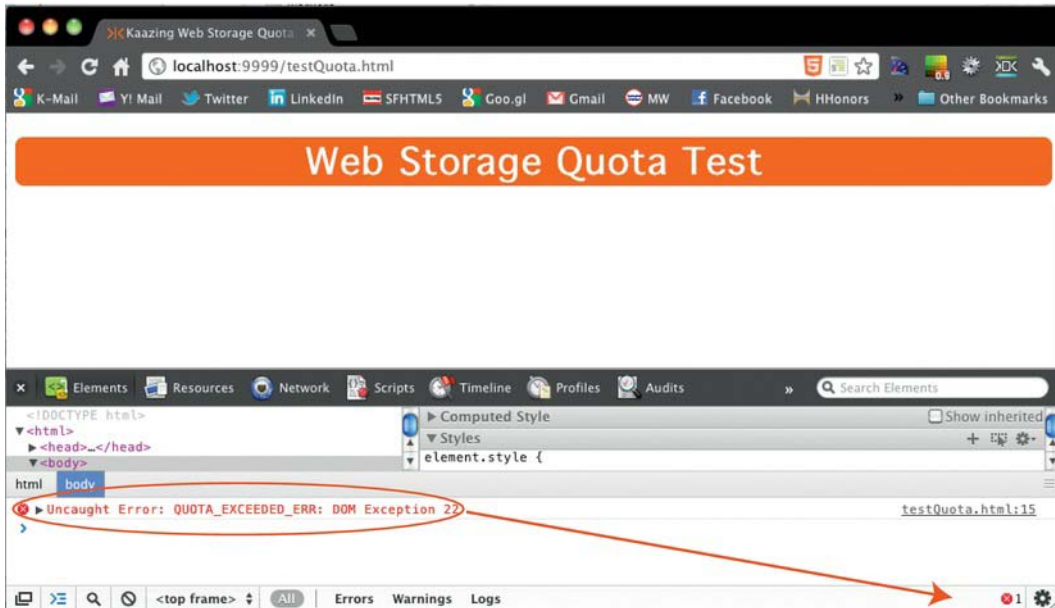 Kaazing Web Storage Quota
localhost:9999/testQuota.html
K-Mail Y! Mail Twitter LinkedIn SFHTML5 Goo.gl Gmail MW Facebook HHonors » Other Bookmarks
Web Storage Quota Test
Elements Resources Network Scripts Timeline Profiles Audits » Search Elements
<!DOCTYPE html>
▼<html>
▶<head>…</head>
▼<body>
▶ Computed Style Show inherited
▼ Styles
element.style {
html body
▶Uncaught Error: QUOTA_EXCEEDED_ERR: DOM Exception 22 testQuota.html:15
>
<top frame> All Errors Warnings Logs 1